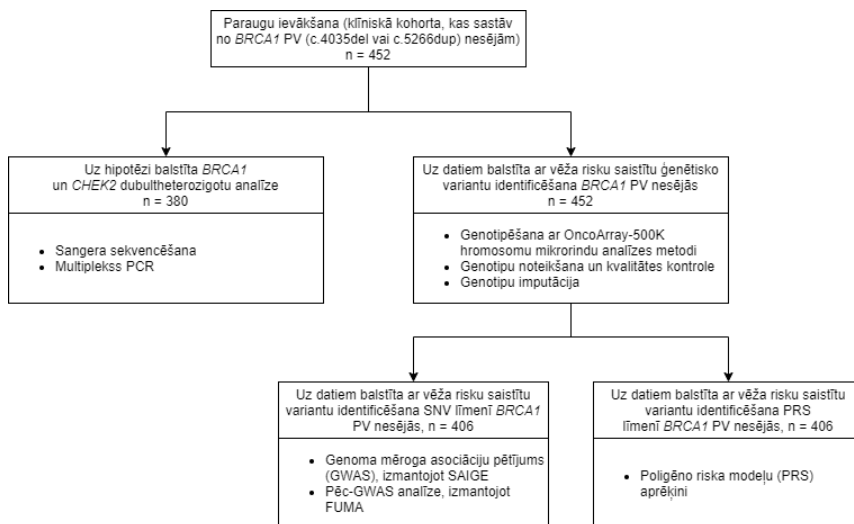 Paraugu ievākšana (klīniskā kohorta, kas sastāv
no BRCA1 PV (c.4035del vai c.5266dup) nesējām)
n = 452
Uz hipotēzi balstīta BRCA1
un CHEK2 dubultheterozigotu analīze
n = 380
• Sangera sekvencēšana
• Multiplekss PCR
Uz datiem balstīta ar vēža risku saistītu ģenētisko
variantu identificēšana BRCA1 PV nesējās
n = 452
• Genotipēšana ar OncoArray-500K
hromosomu mikrorindu analīzes metodi
• Genotipu noteikšana un kvalitātes kontrole
• Genotipu imputācija
Uz datiem balstīta ar vēža risku saistītu
variantu identificēšana SNV līmenī BRCA1
PV nesējās, n = 406
• Genoma mēroga asociāciju pētījums
(GWAS), izmantojot SAIGE
• Pēc-GWAS analīze, izmantojot
FUMA
Uz datiem balstīta ar vēža risku saistītu
variantu identificēšana PRS
līmenī BRCA1 PV nesējās, n = 406
• Poligēno riska modeļu (PRS)
aprēķini